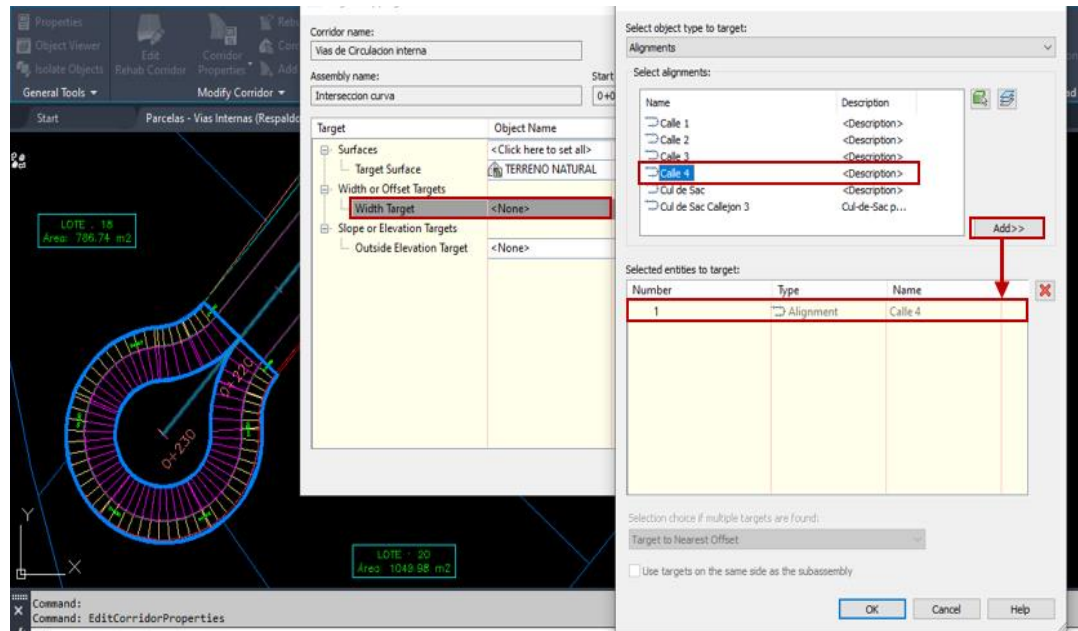 Properties
Object Viewer
Isolate Objects
Edit
Rehab Corridor
Corridor
Properties
Rebu
Corr
Add
General Tools
Modify Corridor
Start
Parcelas - Vias Internas (Respaldo
LOTE . 18
Area: 786.74 m2
0+220
0+230
LOTE · 20
Area: 1049.98 m2
Y
X
Command:
Command: EditCorridorProperties
Corridor name:
Vias de Circulacion interna
Assembly name:
Start
Interseccion curva
0+0
Target
Object Name
Surfaces
<Click here to set all>
Target Surface
TERRENO NATURAL
Width or Offset Targets
Width Target
<None>
Slope or Elevation Targets
Outside Elevation Target
<None>
Select object type to target:
Alignments
Select alignments:
Name
Description
Calle 1
<Description>
Calle 2
<Description>
Calle 3
<Description>
Calle 4
<Description>
Cul de Sac
<Description>
Cul de Sac Callejon 3
Cul-de-Sac p...
Add>>
Selected entities to target:
Number
Type
Name
1
Alignment
Calle 4
Selection choice if multiple targets are found:
Target to Nearest Offset
Use targets on the same side as the subassembly
OK
Cancel
Help